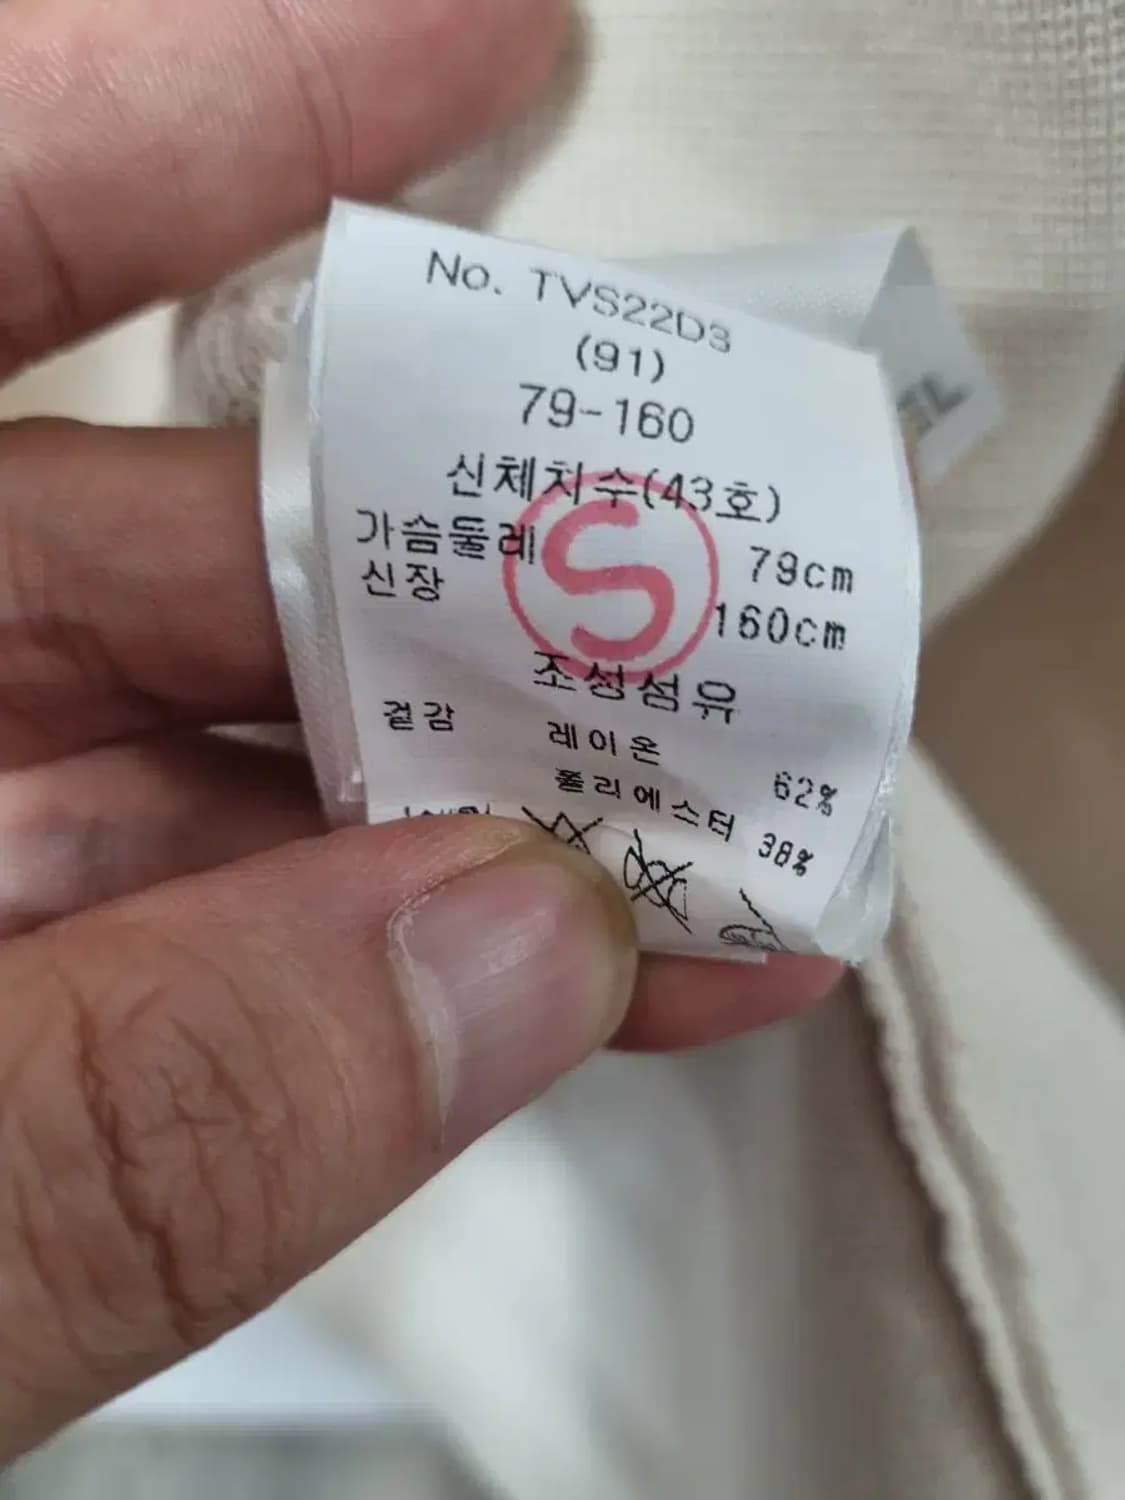 No. TVS22D3
(91)
79-160
신체치수(43호)
가슴둘레 79cm
신장 160cm
S
조성섬유
겉감 레이온 62%
폴리에스터 38%